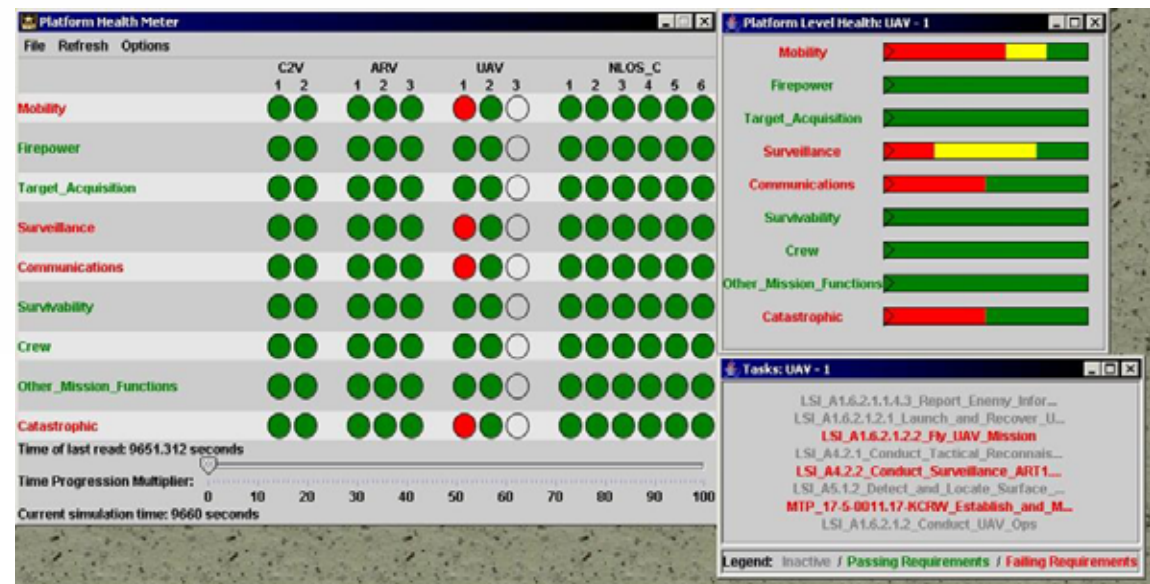 Platform Health Meter
File Refresh Options
C2V ARV UAV NLOS_C
1 2 1 2 3 1 2 3 1 2 3 4 5 6
Mobility
Firepower
Target_Acquisition
Surveillance
Communications
Survivability
Crew
Other_Mission_Functions
Catastrophic
Time of last read: 9651.312 seconds
Time Progression Multiplier:
0 10 20 30 40 50 60 70 80 90 100
Current simulation time: 9660 seconds
Platform Level Health: UAV - 1
Mobility
Firepower
Target_Acquisition
Surveillance
Communications
Survivability
Crew
Other_Mission_Functions
Catastrophic
Tasks: UAV - 1
LSI_A1.6.2.1.1.4.3_Report_Enemy_Infor...
LSI_A1.6.2.1.2.1_Launch_and_Recover_U...
LSI_A1.6.2.1.2.2_Fly_UAV_Mission
LSI_A4.2.1_Conduct_Tactical_Reconnais...
LSI_A4.2.2_Conduct_Surveillance_ART1....
LSI_A5.1.2_Detect_and_Locate_Surface_...
MTP_17-5-0011.17-KCRW_Establish_and_M...
LSI_A1.6.2.1.2_Conduct_UAV_Ops
Legend: Inactive / Passing Requirements / Failing Requirements